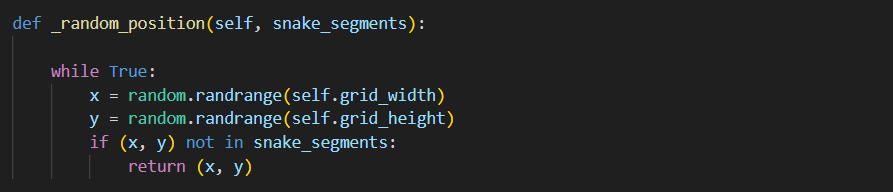 def _random_position(self, snake_segments):
while True:
x = random.randrange(self.grid_width)
y = random.randrange(self.grid_height)
if (x, y) not in snake_segments:
return (x, y)